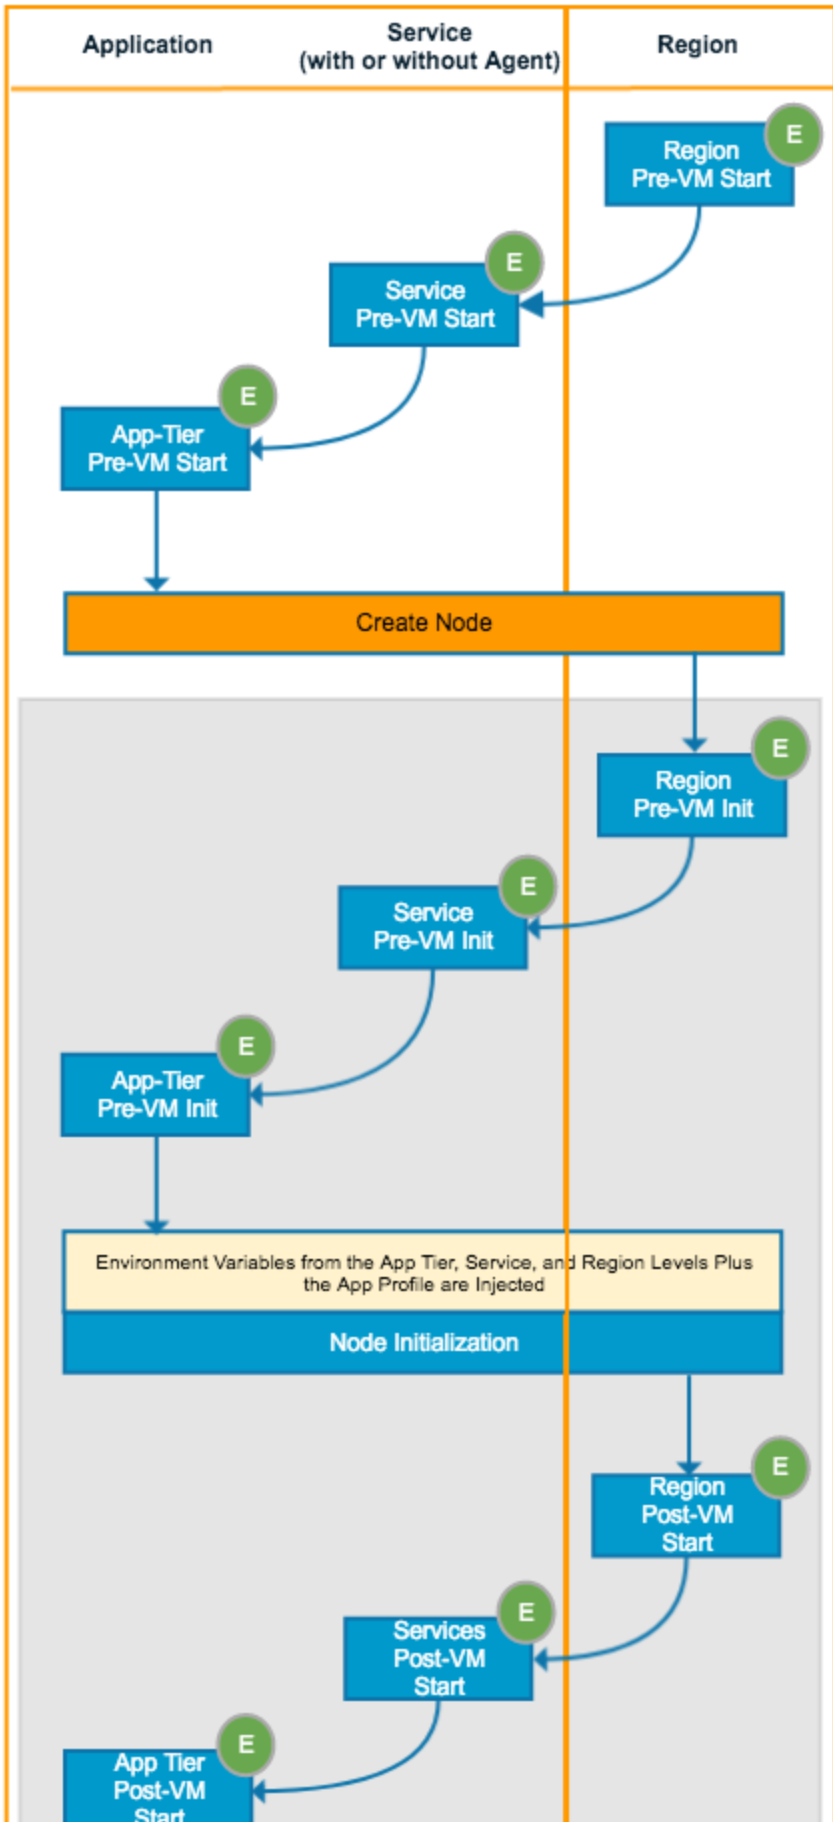 Application
Service
(with or without Agent)
Region
E
Region
Pre-VM Start
E
Service
Pre-VM Start
E
App-Tier
Pre-VM Start
Create Node
E
Region
Pre-VM Init
E
Service
Pre-VM Init
E
App-Tier
Pre-VM Init
Environment Variables from the App Tier, Service, and Region Levels Plus
the App Profile are Injected
Node Initialization
E
Region
Post-VM
Start
E
Services
Post-VM
Start
E
App Tier
Post-VM
Start